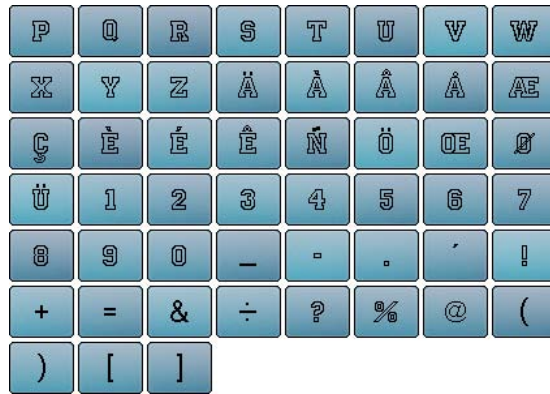 P Q R S T U V W
X Y Z Ä À Â Å Æ
Ç È É Ê Ñ Ö Œ Ø
Ü 1 2 3 4 5 6 7
8 9 0 _ - . ´ !
+ = & ÷ ? % @ (
) [ ]